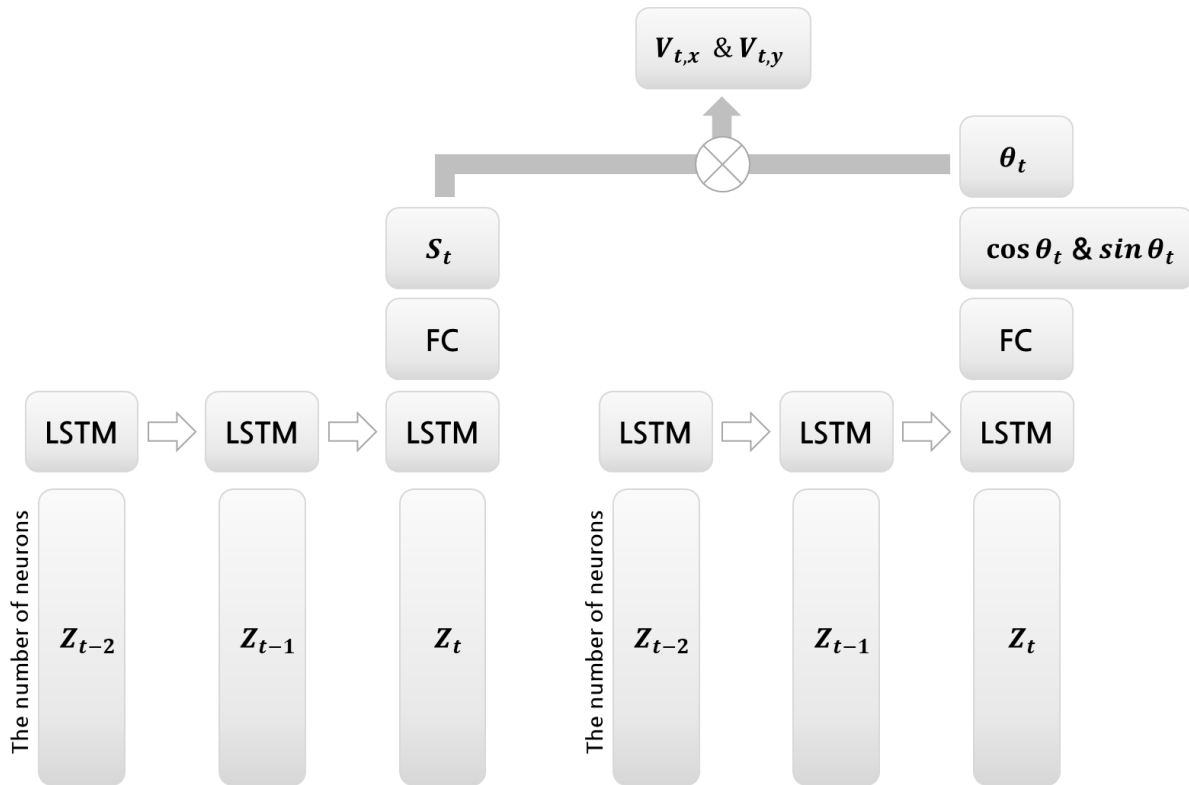 V_{t,x} & V_{t,y}
θ_t
S_t
cos θ_t & sin θ_t
FC
FC
LSTM LSTM LSTM LSTM LSTM LSTM
The number of neurons
Z_{t−2} Z_{t−1} Z_t
The number of neurons
Z_{t−2} Z_{t−1} Z_t